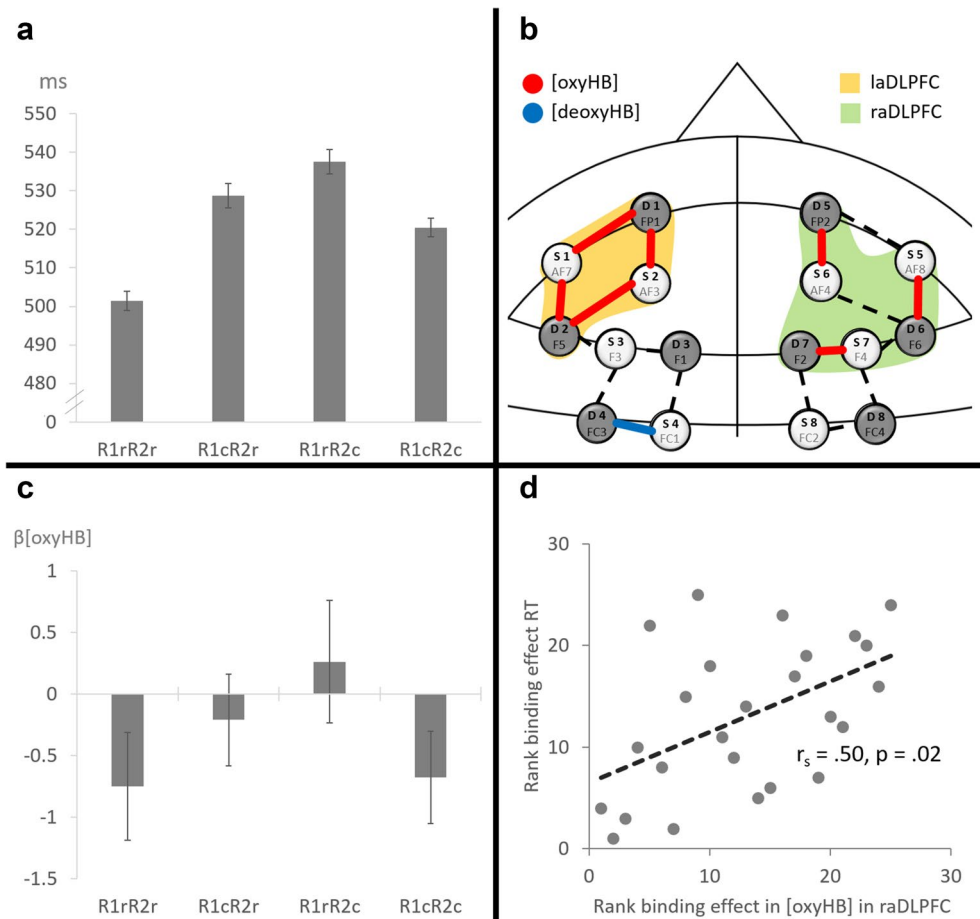 a
ms
550
540
530
520
510
500
490
480
0
R1rR2r
R1cR2r
R1rR2c
R1cR2c
b
[oxyHB]
[deoxyHB]
laDLPFC
raDLPFC
D 1
FP1
D 5
FP2
S 1
AF7
S 2
AF3
S 6
AF4
S 5
AF8
D 2
F5
S 3
F3
D 3
F1
D 7
F2
S 7
F4
D 6
F6
D 4
FC3
S 4
FC1
S 8
FC2
D 8
FC4
c
β[oxyHB]
1
0.5
0
-0.5
-1
-1.5
R1rR2r
R1cR2r
R1rR2c
R1cR2c
d
Rank binding effect RT
30
20
10
0
rs = .50, p = .02
0
10
20
30
Rank binding effect in [oxyHB] in raDLPFC